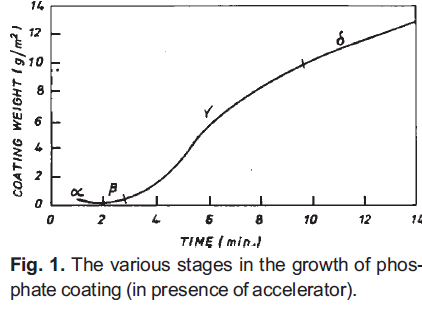 14
12
10
8
6
4
2
0
COATING WEIGHT (g/m²)
α
β
γ
δ
0 2 4 6 8 10 12 14
TIME (min.)
Fig. 1. The various stages in the growth of phos-
phate coating (in presence of accelerator).